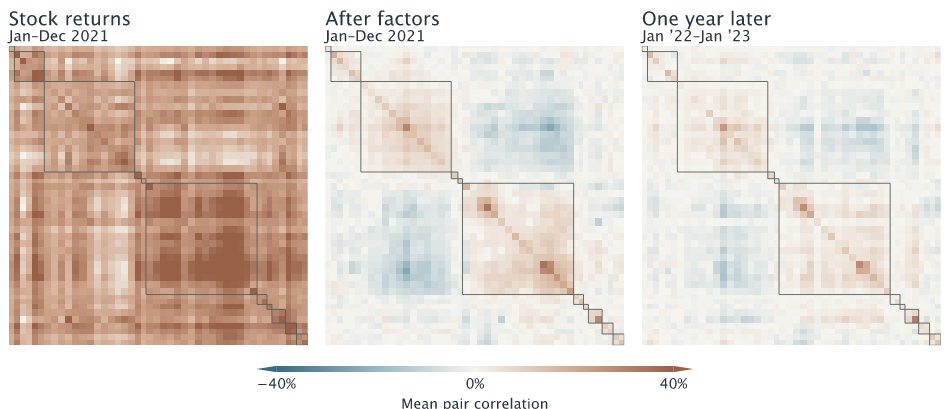 Stock returns
Jan–Dec 2021
After factors
Jan–Dec 2021
One year later
Jan ’22–Jan ’23
−40%
0%
40%
Mean pair correlation